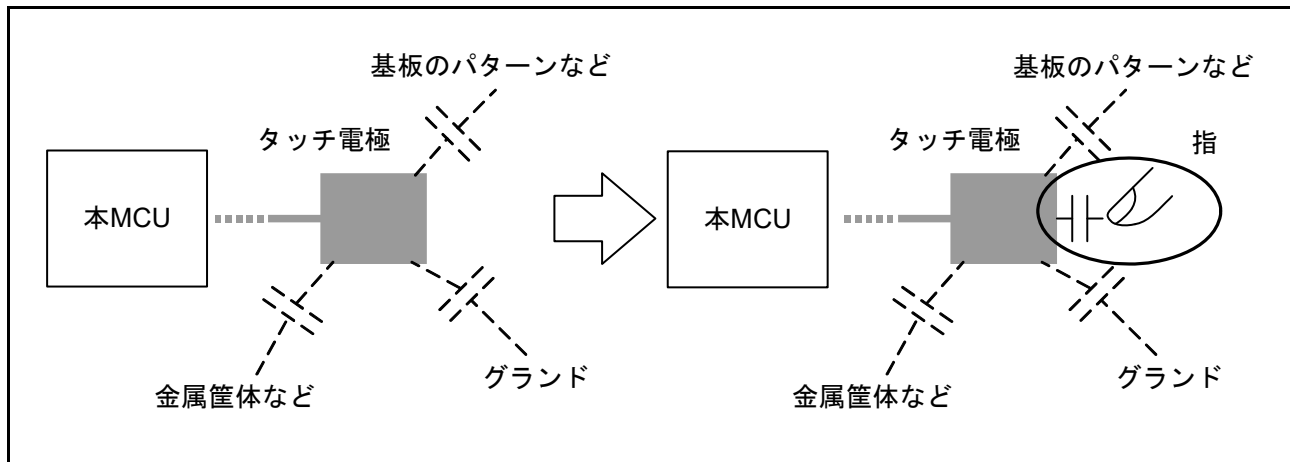 基板のパターンなど
タッチ電極
本MCU
金属筐体など
グランド
基板のパターンなど
タッチ電極
指
本MCU
金属筐体など
グランド